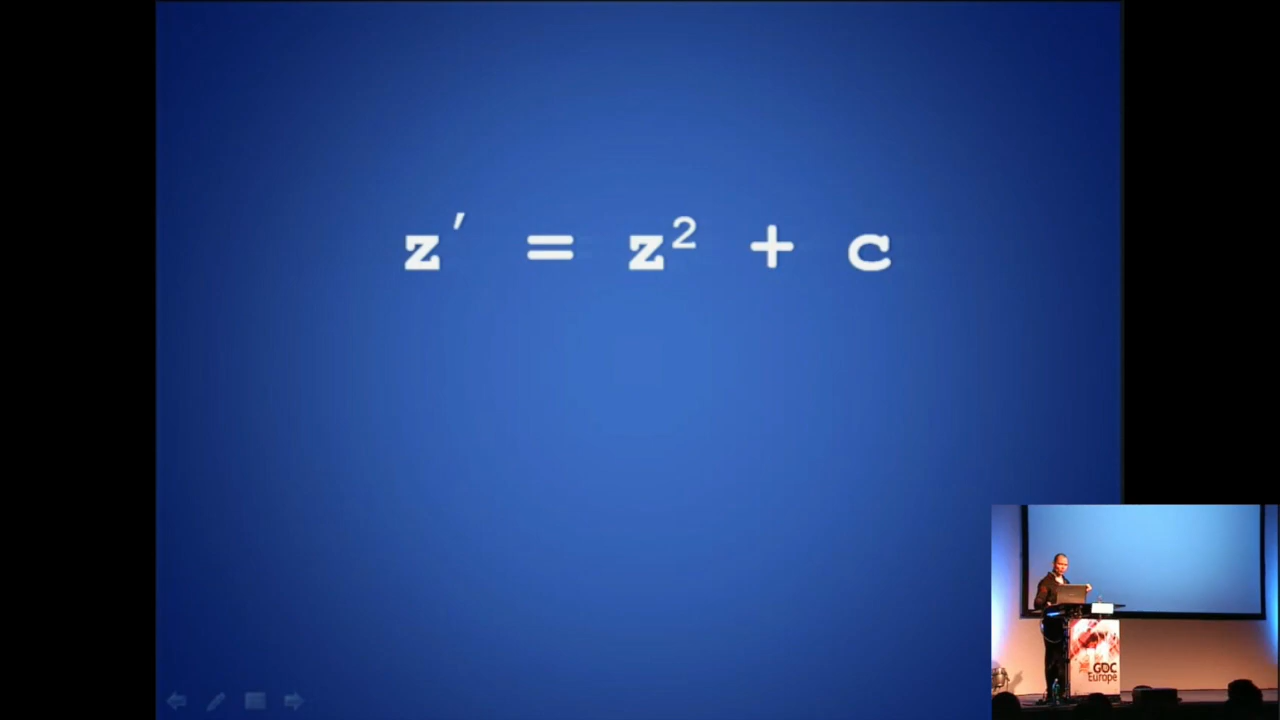 z′ = z² + c
GDC
Europe